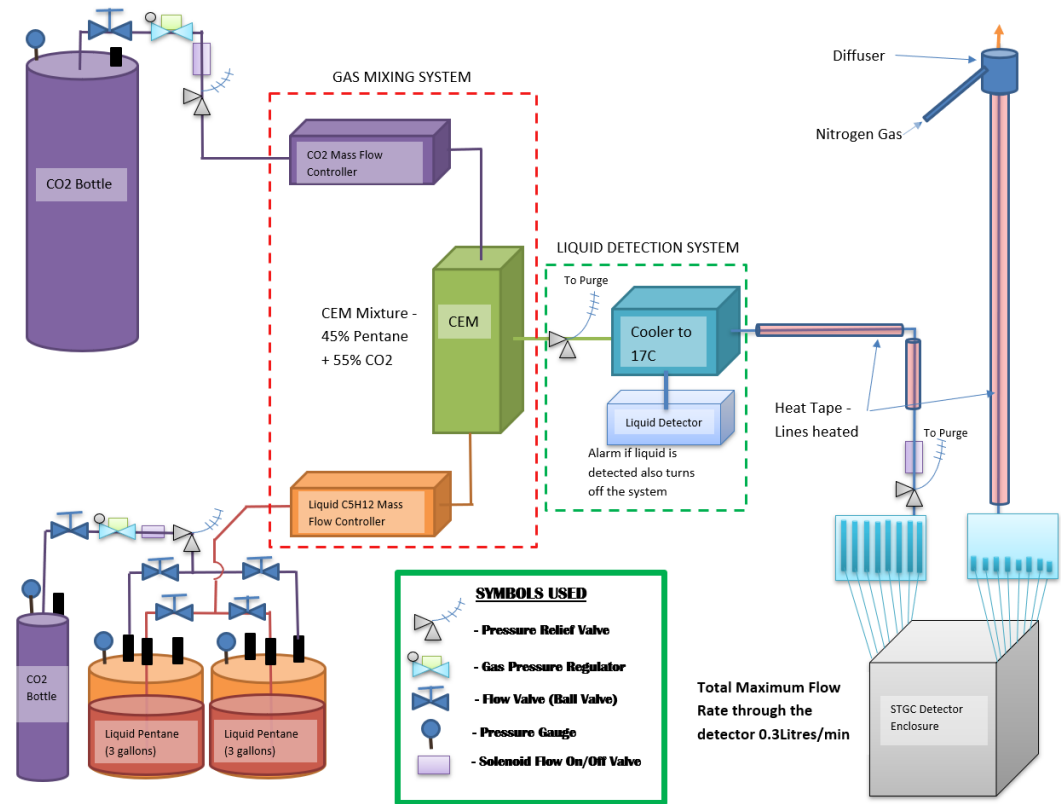 Diffuser
Nitrogen Gas
GAS MIXING SYSTEM
CO2 Bottle
CO2 Mass Flow
Controller
LIQUID DETECTION SYSTEM
To Purge
CEM Mixture -
45% Pentane
+ 55% CO2
CEM
Cooler to
17C
Liquid Detector
Alarm if liquid is
detected also turns
off the system
Heat Tape -
Lines heated
To Purge
Liquid C5H12 Mass
Flow Controller
CO2
Bottle
Liquid Pentane
(3 gallons)
Liquid Pentane
(3 gallons)
SYMBOLS USED
- Pressure Relief Valve
- Gas Pressure Regulator
- Flow Valve (Ball Valve)
- Pressure Gauge
- Solenoid Flow On/Off Valve
Total Maximum Flow
Rate through the
detector 0.3Litres/min
STGC Detector
Enclosure